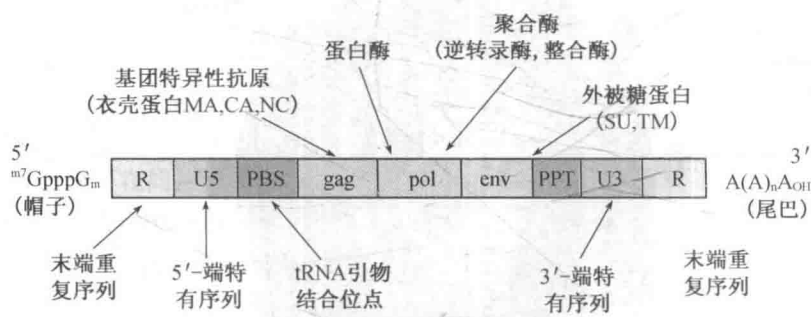 聚合酶
(逆转录酶, 整合酶)
蛋白酶
基团特异性抗原
(衣壳蛋白MA,CA,NC)
外被糖蛋白
(SU,TM)
5′
m7GpppGm
(帽子)
R
U5
PBS
gag
pol
env
PPT
U3
R
3′
A(A)nAOH
(尾巴)
末端重
复序列
5′-端特
有序列
tRNA引物
结合位点
3′-端特
有序列
末端重
复序列